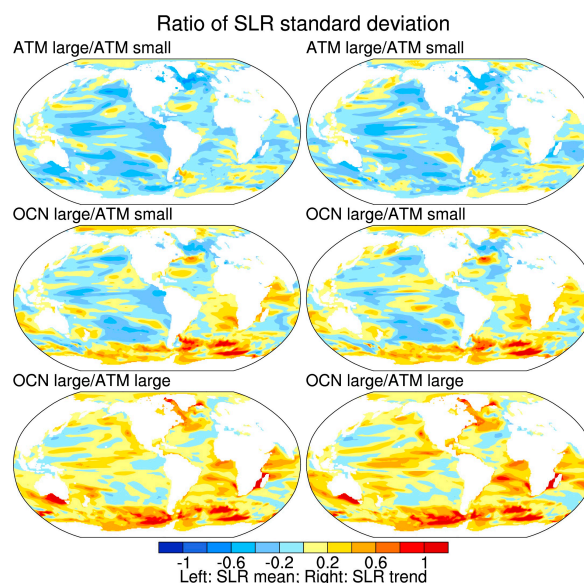 Ratio of SLR standard deviation
ATM large/ATM small ATM large/ATM small
OCN large/ATM small OCN large/ATM small
OCN large/ATM large OCN large/ATM large
-1 -0.6 -0.2 0.2 0.6 1
Left: SLR mean: Right: SLR trend